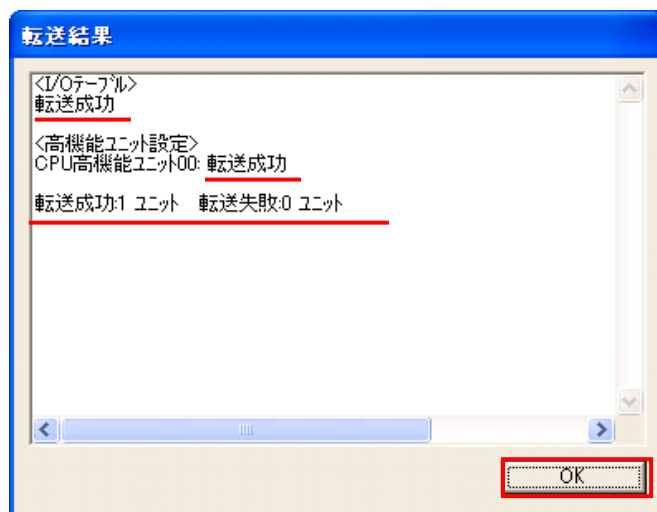 転送結果
<I/Oテーブル>
転送成功
<高機能ユニット設定>
CPU高機能ユニット00: 転送成功
転送成功:1 ユニット 転送失敗:0 ユニット
OK